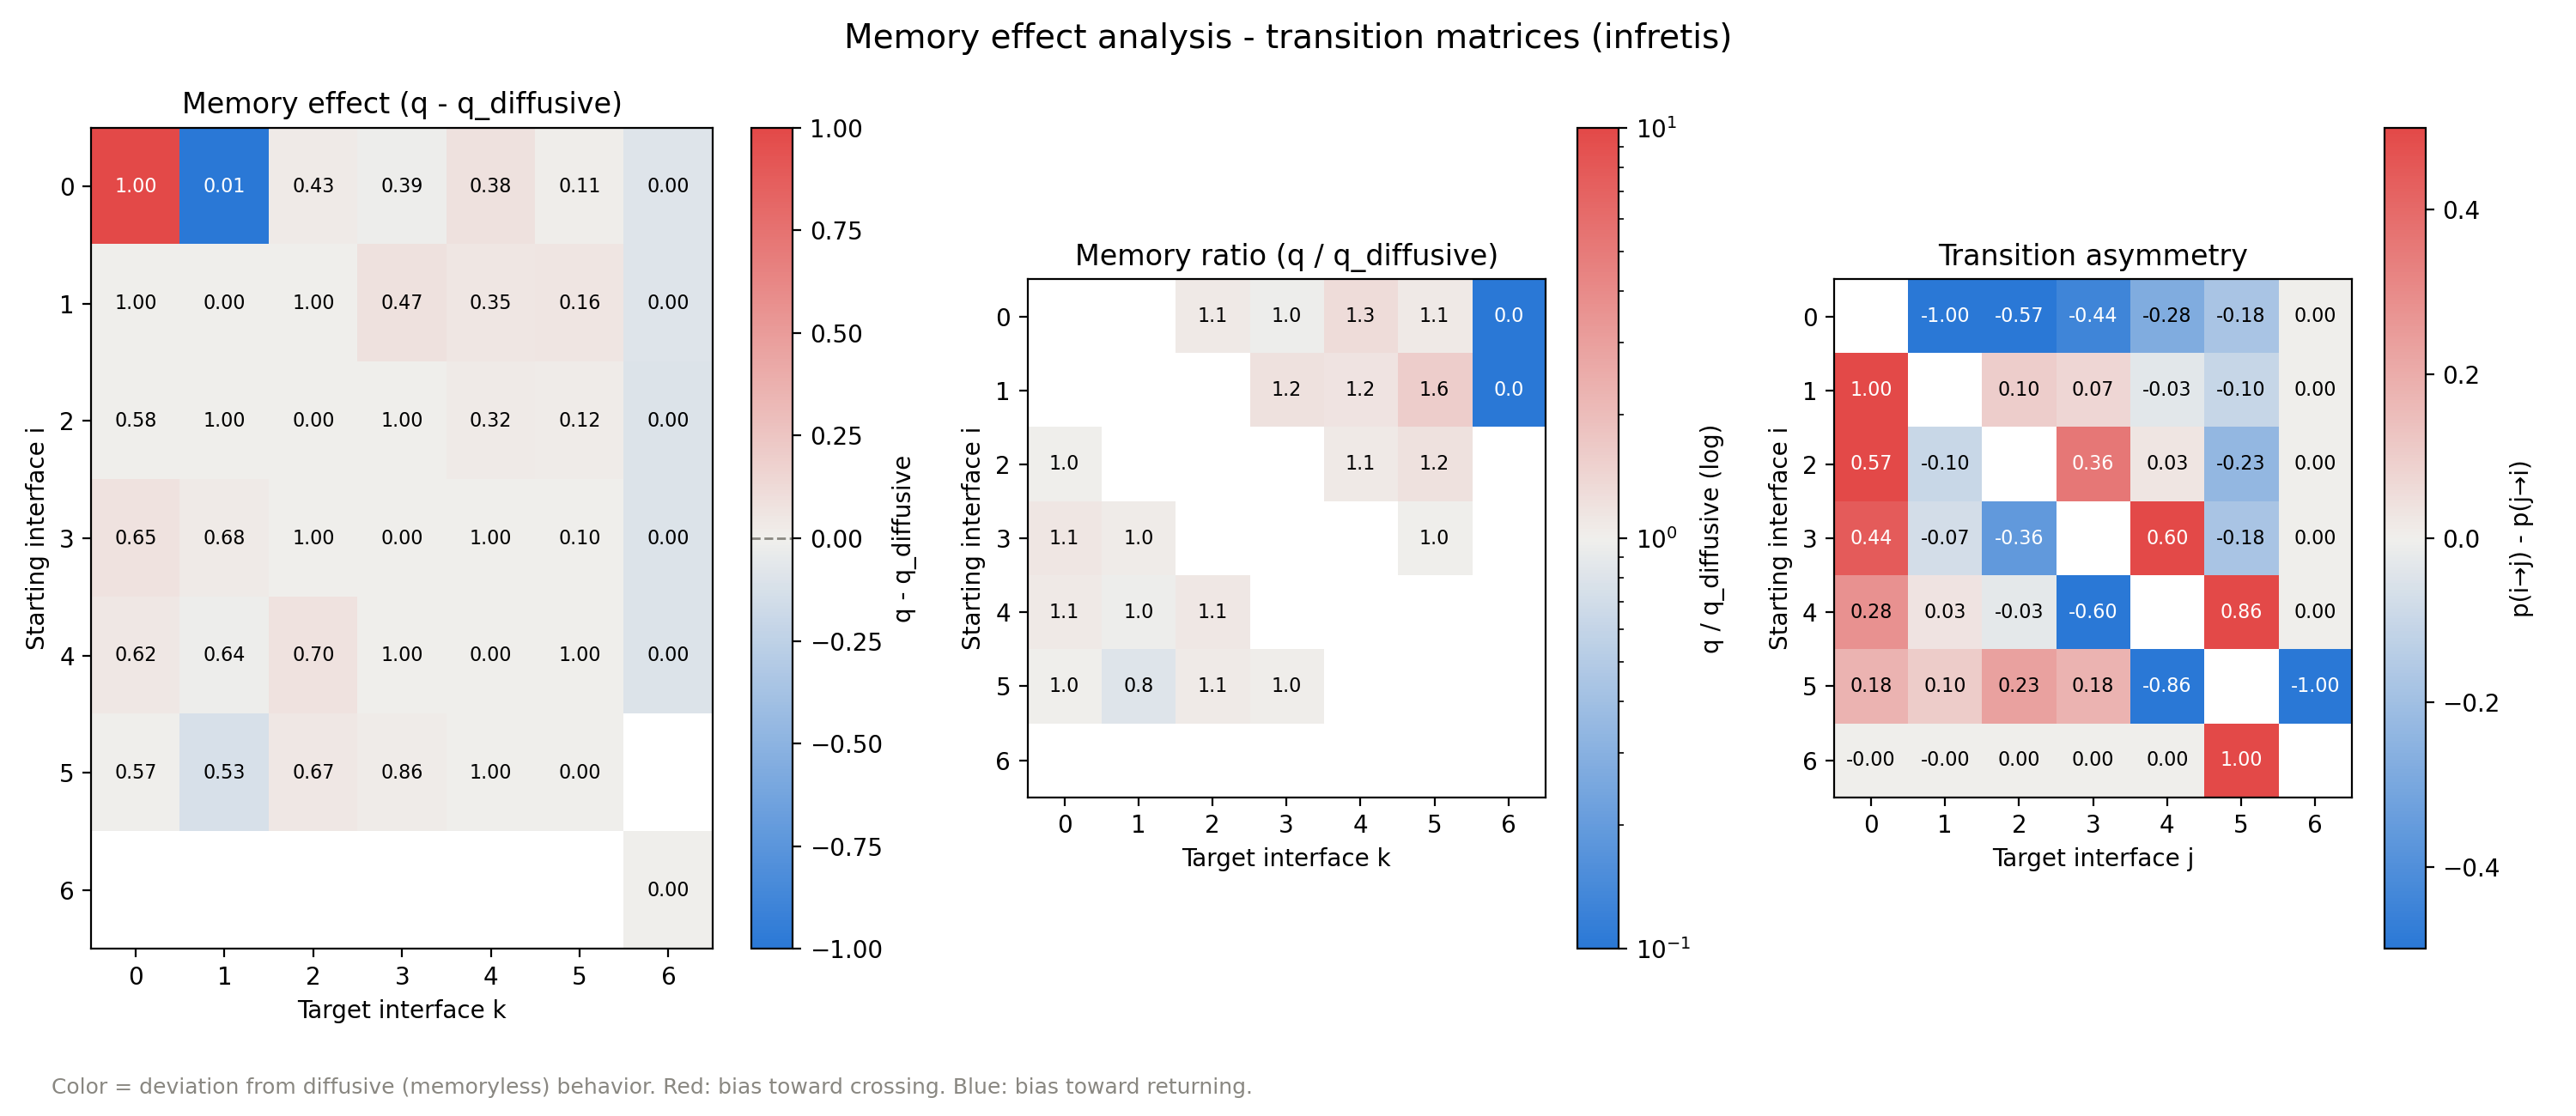 Memory effect analysis - transition matrices (infretis)
Memory effect (q - q_diffusive)
0 1.00 0.01 0.43 0.39 0.38 0.11 0.00
1 1.00 0.00 1.00 0.47 0.35 0.16 0.00
2 0.58 1.00 0.00 1.00 0.32 0.12 0.00
3 0.65 0.68 1.00 0.00 1.00 0.10 0.00
4 0.62 0.64 0.70 1.00 0.00 1.00 0.00
5 0.57 0.53 0.67 0.86 1.00 0.00
6 0.00
0 1 2 3 4 5 6
Starting interface i
Target interface k
1.00
0.75
0.50
0.25
0.00
−0.25
−0.50
−0.75
−1.00
q - q_diffusive
Memory ratio (q / q_diffusive)
0 1.1 1.0 1.3 1.1 0.0
1 1.2 1.2 1.6 0.0
2 1.0 1.1 1.2
3 1.1 1.0 1.0
4 1.1 1.0 1.1
5 1.0 0.8 1.1 1.0
6
0 1 2 3 4 5 6
Starting interface i
Target interface k
10¹
10⁰
10⁻¹
q / q_diffusive (log)
Transition asymmetry
0 -1.00 -0.57 -0.44 -0.28 -0.18 0.00
1 1.00 0.10 0.07 -0.03 -0.10 0.00
2 0.57 -0.10 0.36 0.03 -0.23 0.00
3 0.44 -0.07 -0.36 0.60 -0.18 0.00
4 0.28 0.03 -0.03 -0.60 0.86 0.00
5 0.18 0.10 0.23 0.18 -0.86 -1.00
6 -0.00 -0.00 0.00 0.00 0.00 1.00
0 1 2 3 4 5 6
Starting interface i
Target interface j
0.4
0.2
0.0
−0.2
−0.4
p(i→j) - p(j→i)
Color = deviation from diffusive (memoryless) behavior. Red: bias toward crossing. Blue: bias toward returning.